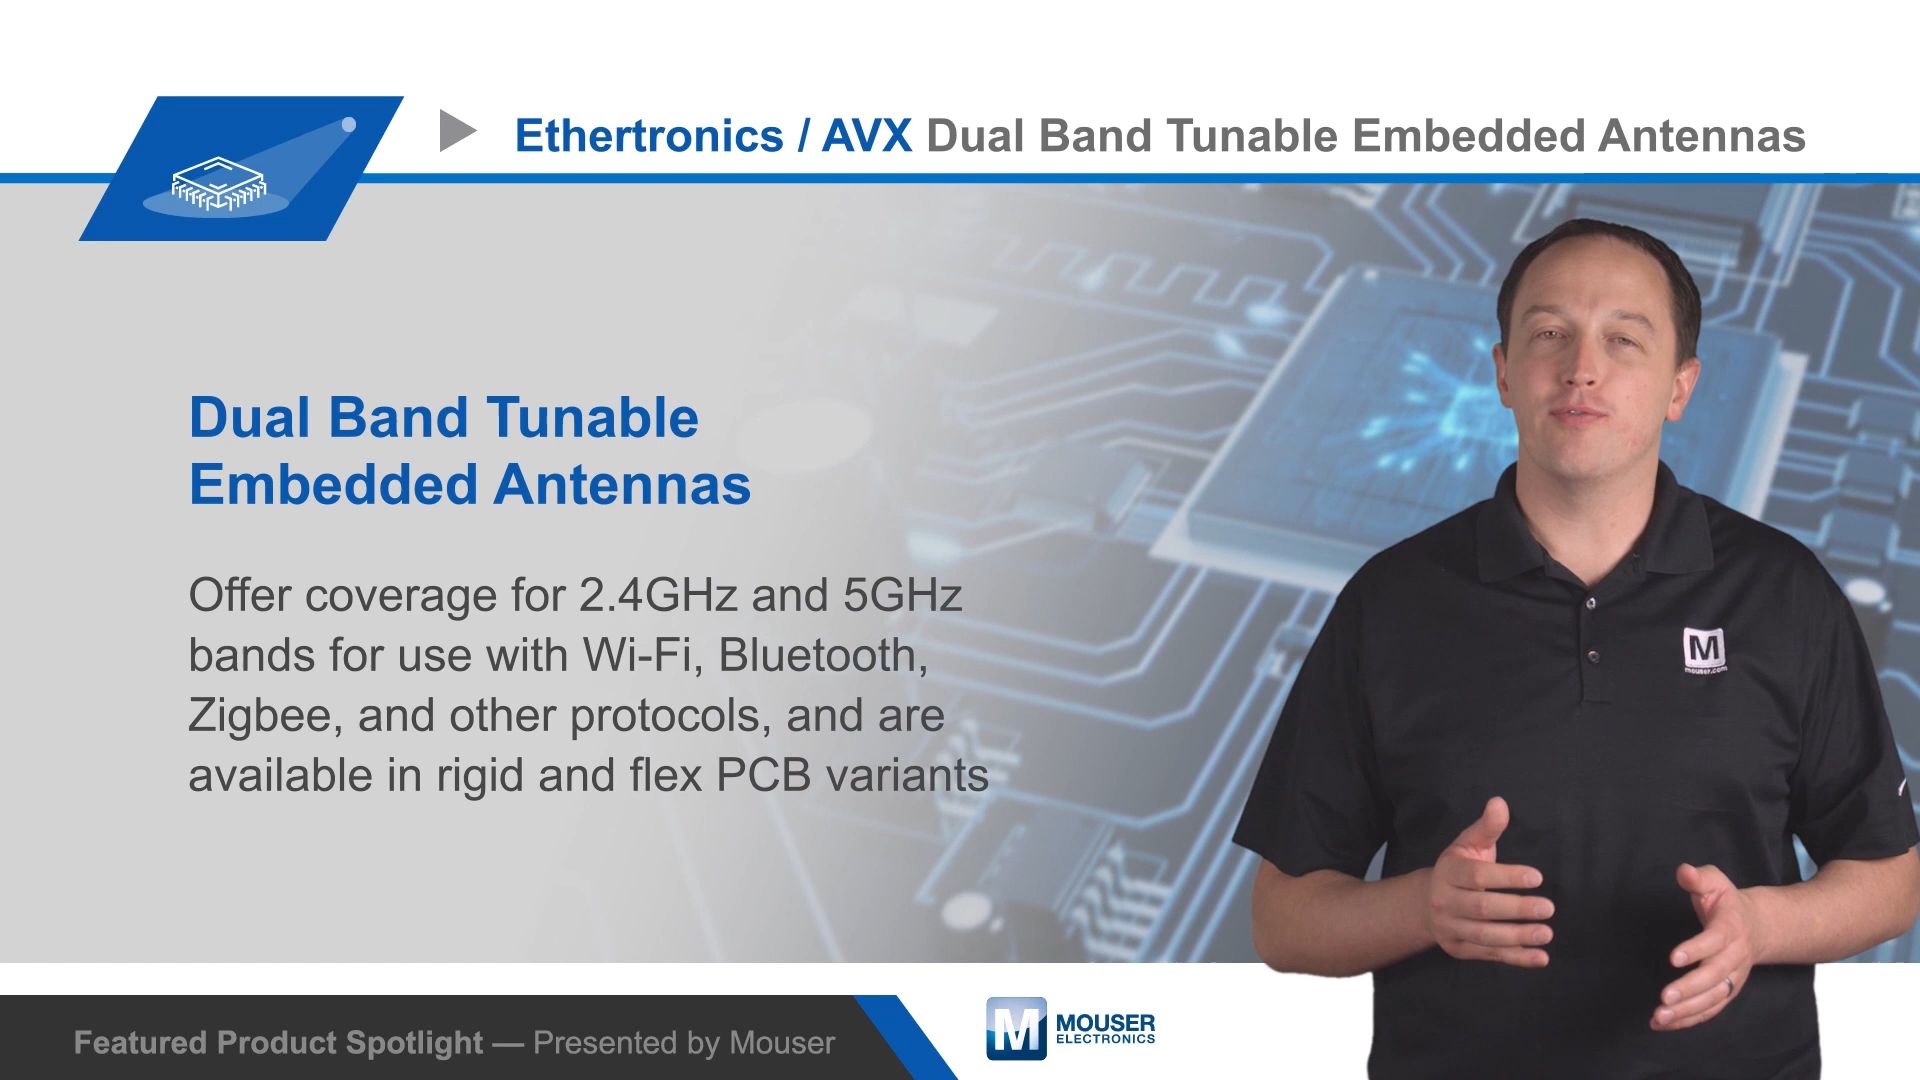 Ethertronics / AVX Dual Band Tunable Embedded Antennas
Dual Band Tunable
Embedded Antennas
Offer coverage for 2.4GHz and 5GHz
bands for use with Wi-Fi, Bluetooth,
Zigbee, and other protocols, and are
available in rigid and flex PCB variants
M
mouser.com
Featured Product Spotlight — Presented by Mouser
M
MOUSER
ELECTRONICS